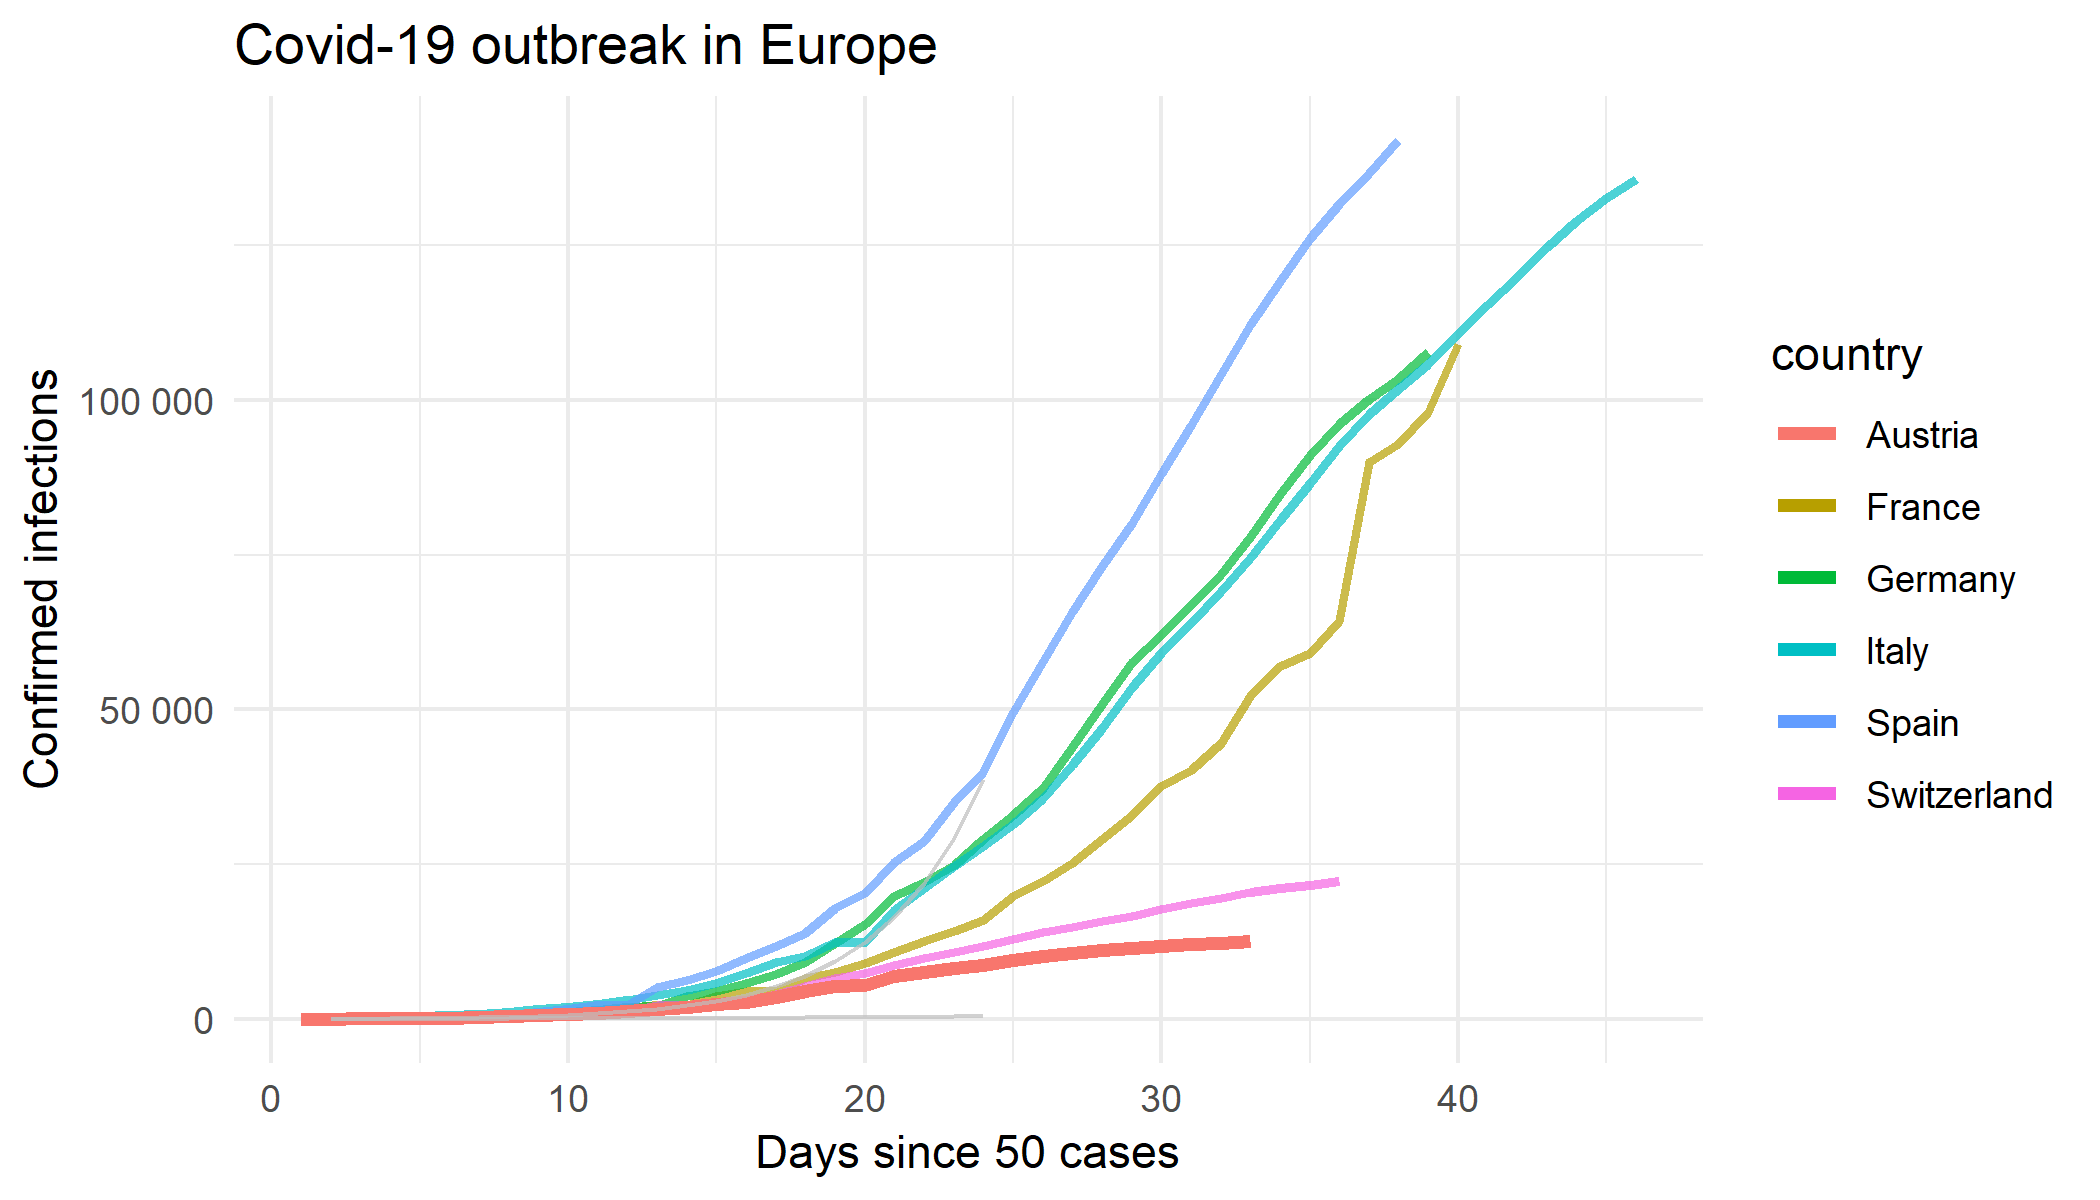 Covid-19 outbreak in Europe
Confirmed infections
100 000
50 000
0
0 10 20 30 40
Days since 50 cases
country
Austria
France
Germany
Italy
Spain
Switzerland